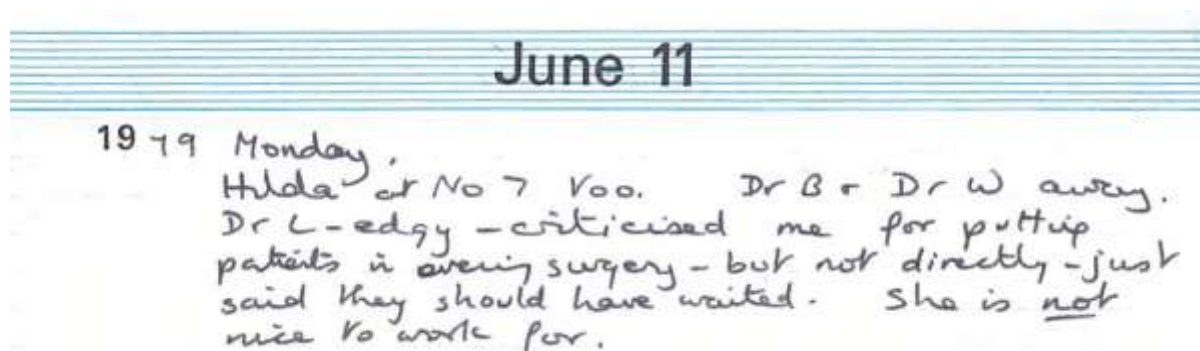 June 11
1979 Monday.
Hilda at No 7 too. Dr B + Dr W away.
Dr L - edgy - criticised me for putting
patients in evening surgery - but not directly - just
said they should have waited. She is not
nice to work for.